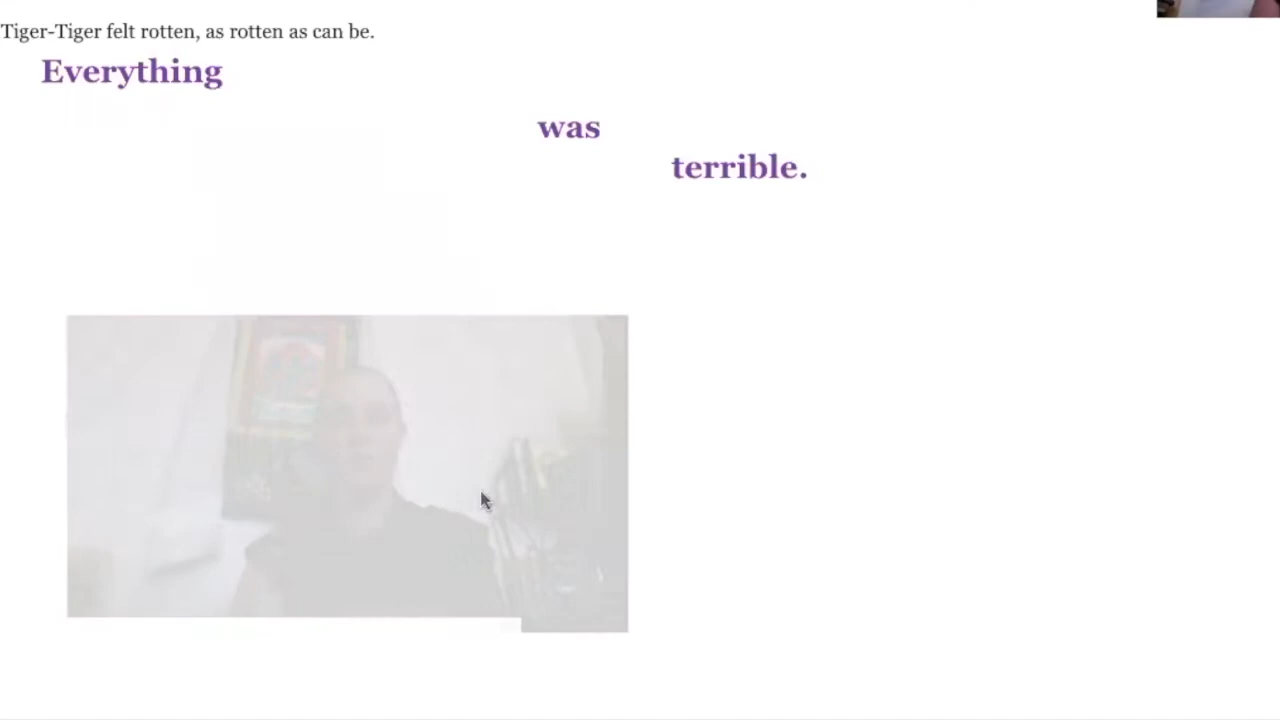 Tiger-Tiger felt rotten, as rotten as can be.
Everything
was
terrible.